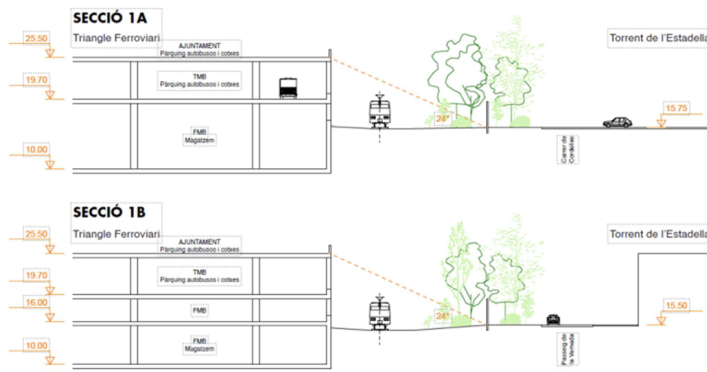 SECCIÓ 1A
Triangle Ferroviari
Torrent de l'Estadella
25.50
AJUNTAMENT
Pàrquing autobusos i cotxes
19.70
TMB
Pàrquing autobusos i cotxes
24°
15.75
FMB
Magatzem
10.00
Carrer de
Cordelles
SECCIÓ 1B
Triangle Ferroviari
Torrent de l'Estadella
25.50
AJUNTAMENT
Pàrquing autobusos i cotxes
19.70
TMB
Pàrquing autobusos i cotxes
16.00
FMB
24°
15.50
FMB
Magatzem
10.00
Passeig de
la Verneda